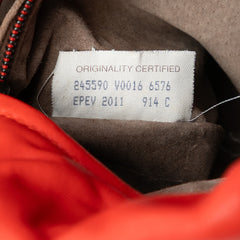 ORIGINALITY CERTIFIED
245590 V0016 6576
EPEV 2011 914 C